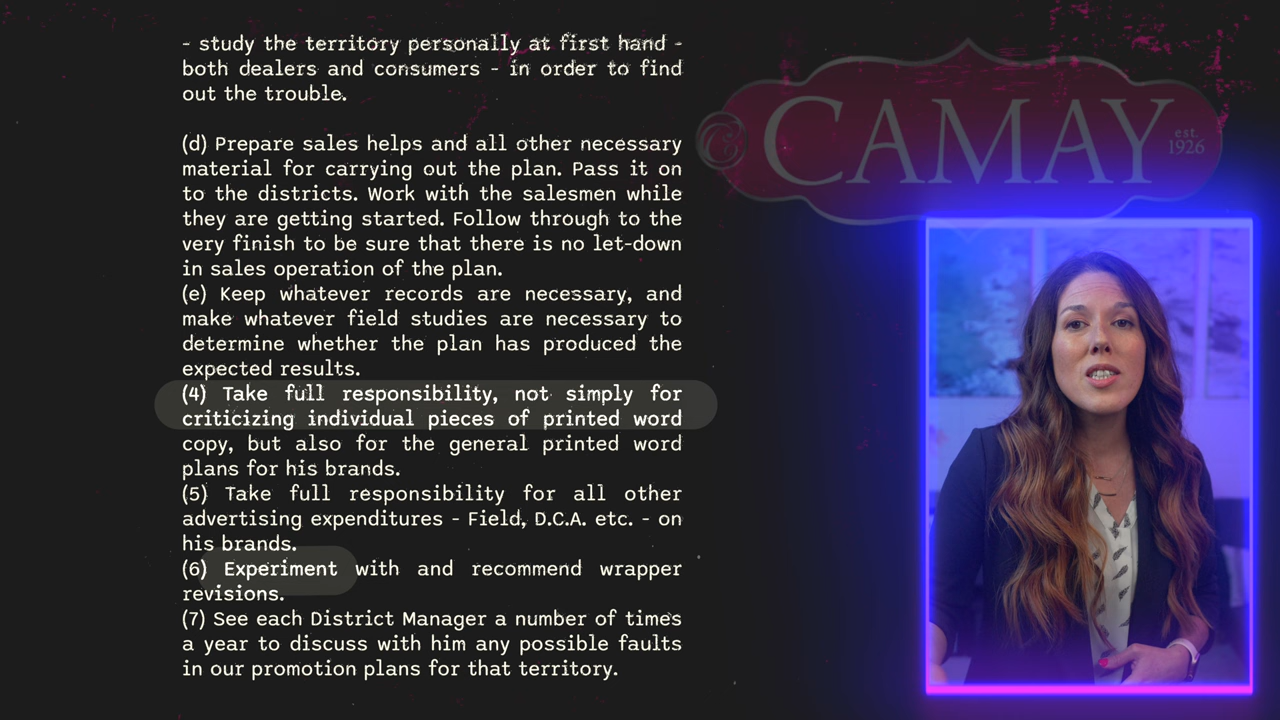 - study the territory personally at first hand -
both dealers and consumers - in order to find
out the trouble.
(d) Prepare sales helps and all other necessary
material for carrying out the plan. Pass it on
to the districts. Work with the salesmen while
they are getting started. Follow through to the
very finish to be sure that there is no let-down
in sales operation of the plan.
(e) Keep whatever records are necessary, and
make whatever field studies are necessary to
determine whether the plan has produced the
expected results.
(4) Take full responsibility, not simply for
criticizing individual pieces of printed word
copy, but also for the general printed word
plans for his brands.
(5) Take full responsibility for all other
advertising expenditures - Field, D.C.A. etc. - on
his brands.
(6) Experiment with and recommend wrapper
revisions.
(7) See each District Manager a number of times
a year to discuss with him any possible faults
in our promotion plans for that territory.
CAMAY
est.
1926